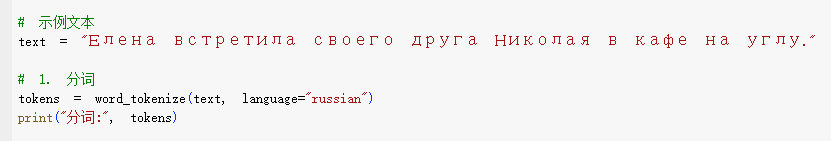 # 示例文本
text = "Елена встретила своего друга Николая в кафе на углу."
# 1. 分词
tokens = word_tokenize(text, language="russian")
print("分词:", tokens)